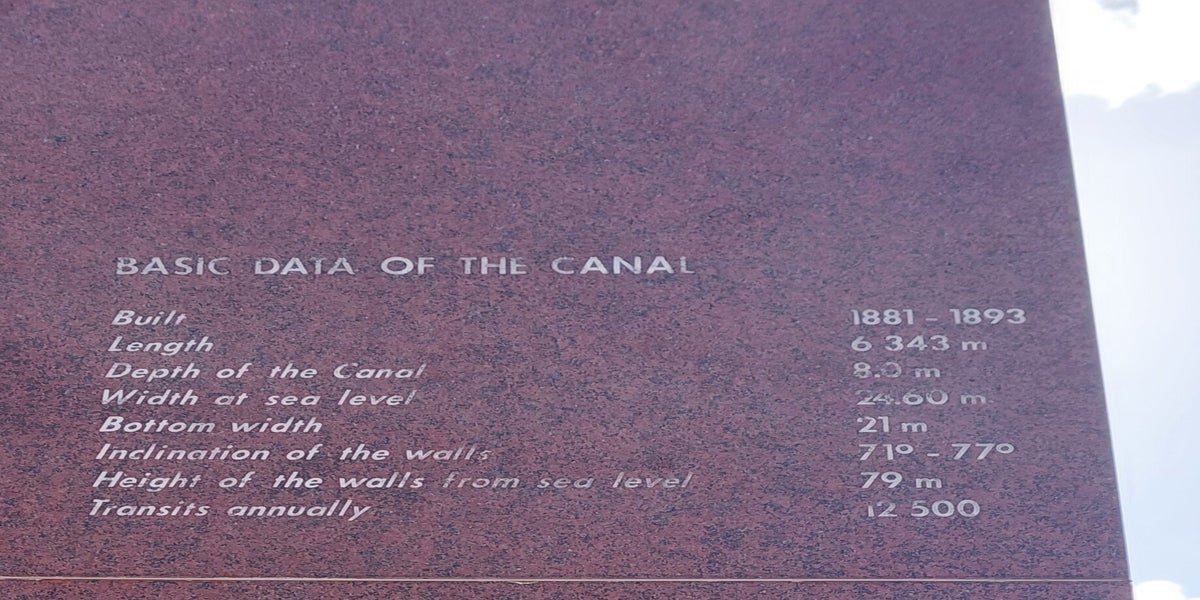 BASIC DATA OF THE CANAL
Built 1881 - 1893
Length 6 343 m
Depth of the Canal 8.0 m
Width at sea level 24.60 m
Bottom width 21 m
Inclination of the walls 71º - 77º
Height of the walls from sea level 79 m
Transits annually 12 500